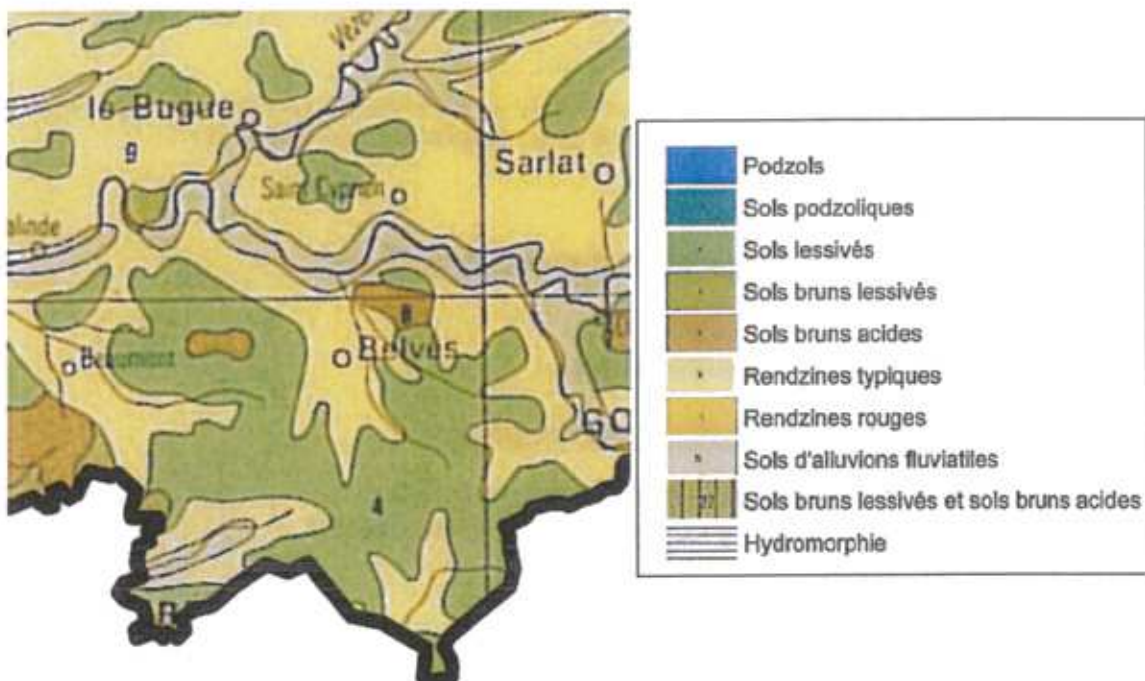 le Bugue
9
Sarlat
Saint Cyprien
Beaumont
Belvès
8
4
Podzols
Sols podzoliques
Sols lessivés
Sols bruns lessivés
Sols bruns acides
Rendzines typiques
Rendzines rouges
Sols d'alluvions fluviatiles
Sols bruns lessivés et sols bruns acides
Hydromorphie